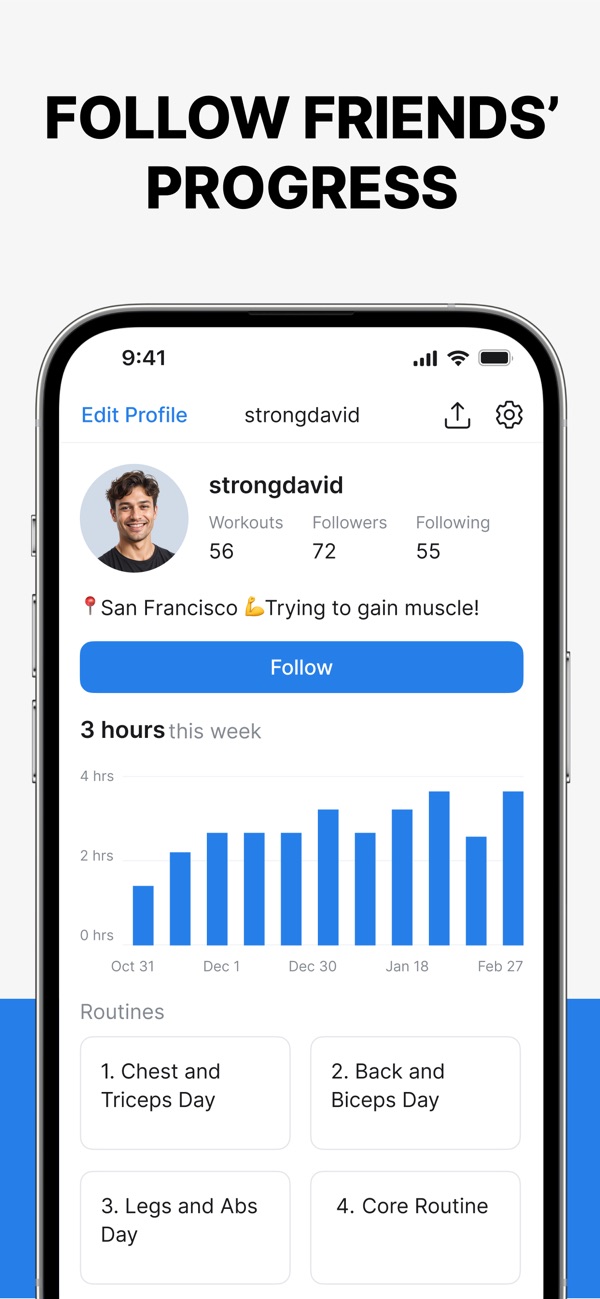 FOLLOW FRIENDS’
PROGRESS
9:41
Edit Profile strongdavid
strongdavid
Workouts Followers Following
56 72 55
📍San Francisco 💪Trying to gain muscle!
Follow
3 hours this week
4 hrs
2 hrs
0 hrs
Oct 31 Dec 1 Dec 30 Jan 18 Feb 27
Routines
1. Chest and
Triceps Day
2. Back and
Biceps Day
3. Legs and Abs
Day
4. Core Routine